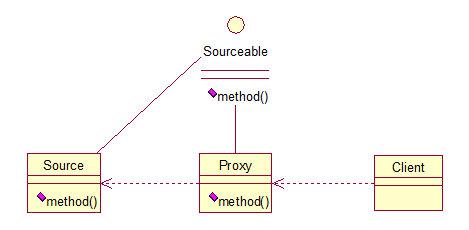 Sourceable
method()
Source
method()
Proxy
method()
Client